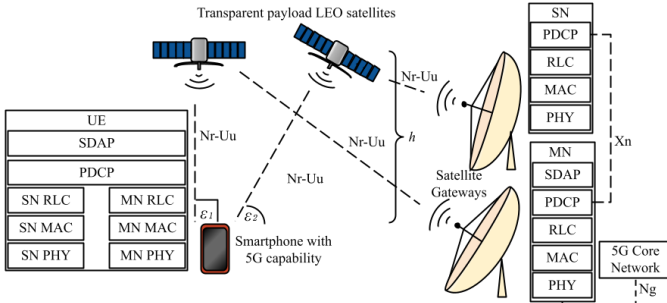 Transparent payload LEO satellites
SN
PDCP
RLC
MAC
PHY
Nr-Uu
Xn
UE
SDAP
PDCP
SN RLC
MN RLC
SN MAC
MN MAC
SN PHY
MN PHY
Nr-Uu
Nr-Uu
Nr-Uu
h
ε1
ε2
Smartphone with
5G capability
Satellite
Gateways
MN
SDAP
PDCP
RLC
MAC
PHY
5G Core
Network
Ng